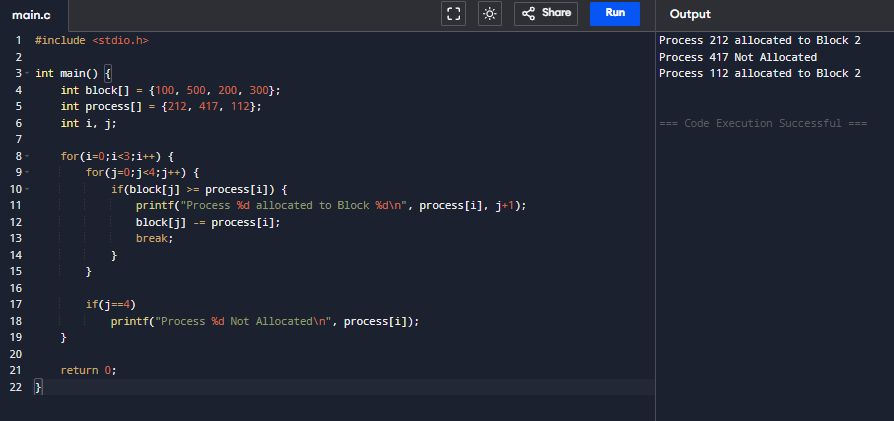 main.c
Share
Run
Output
1 #include <stdio.h>
2
3 int main() {
4     int block[] = {100, 500, 200, 300};
5     int process[] = {212, 417, 112};
6     int i, j;
7
8     for(i=0;i<3;i++) {
9         for(j=0;j<4;j++) {
10             if(block[j] >= process[i]) {
11                 printf("Process %d allocated to Block %d\n", process[i], j+1);
12                 block[j] -= process[i];
13                 break;
14             }
15         }
16
17         if(j==4)
18             printf("Process %d Not Allocated\n", process[i]);
19     }
20
21     return 0;
22 }
Process 212 allocated to Block 2
Process 417 Not Allocated
Process 112 allocated to Block 2
=== Code Execution Successful ===